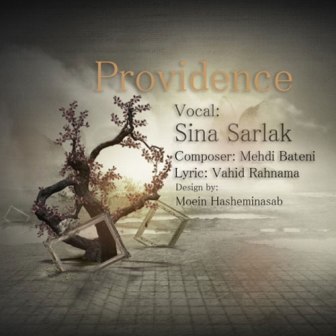 Providence
Vocal:
Sina Sarlak
Composer: Mehdi Bateni
Lyric: Vahid Rahnama
Design by:
Moein Hasheminasab